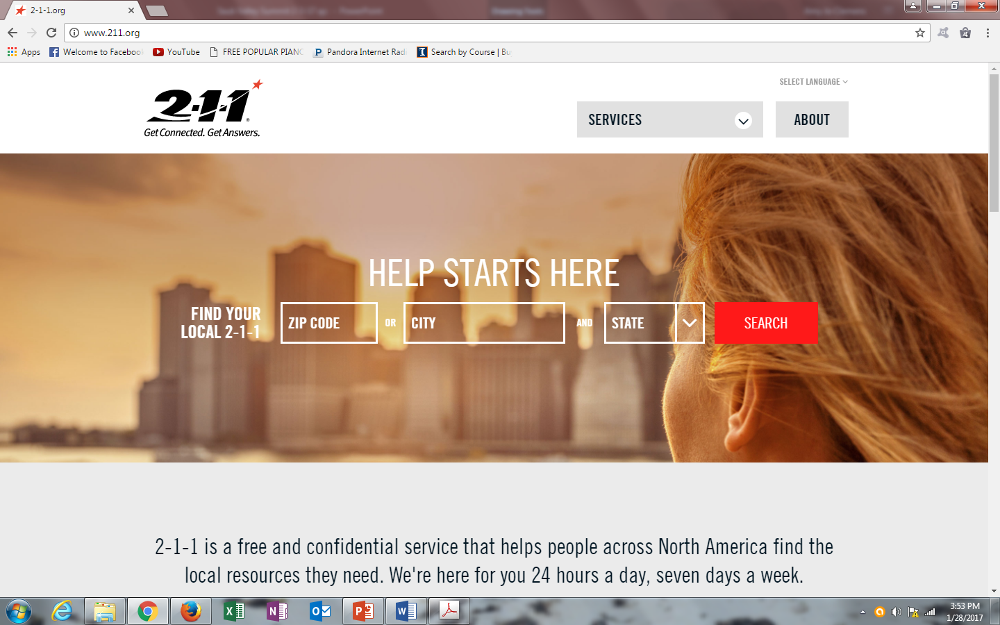 2-1-1.org
www.211.org
Apps
Welcome to Faceboo
YouTube
FREE POPULAR PIANO
Pandora Internet Radi
Search by Course | Bu
2-1-1
®
Get Connected. Get Answers.
SELECT LANGUAGE
SERVICES
ABOUT
HELP STARTS HERE
FIND YOUR
LOCAL 2-1-1
ZIP CODE
OR
CITY
AND
STATE
SEARCH
2-1-1 is a free and confidential service that helps people across North America find the
local resources they need. We're here for you 24 hours a day, seven days a week.
3:53 PM
1/28/2017